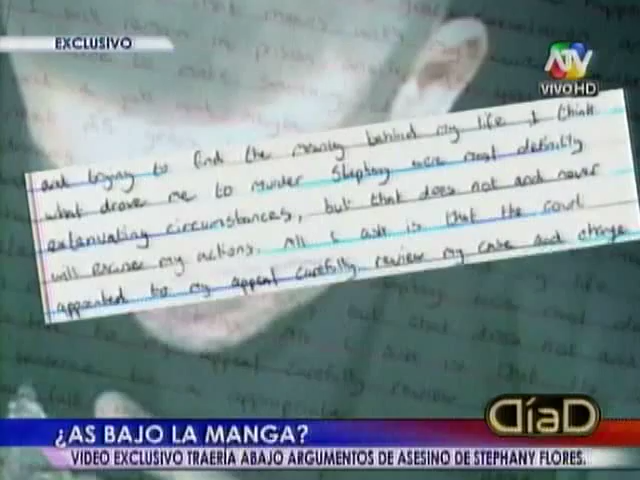 EXCLUSIVO
ATV
VIVO HD
and trying to find the meaning behind my life I think
what drove me to murder Stephany were most definitly
extenuating circumstances, but that does not and never
will excuse my actions. All I ask is that the court
appointed to my appeal carefully review my case and change
DíaD
¿AS BAJO LA MANGA?
VIDEO EXCLUSIVO TRAERÍA ABAJO ARGUMENTOS DE ASESINO DE STEPHANY FLORES.